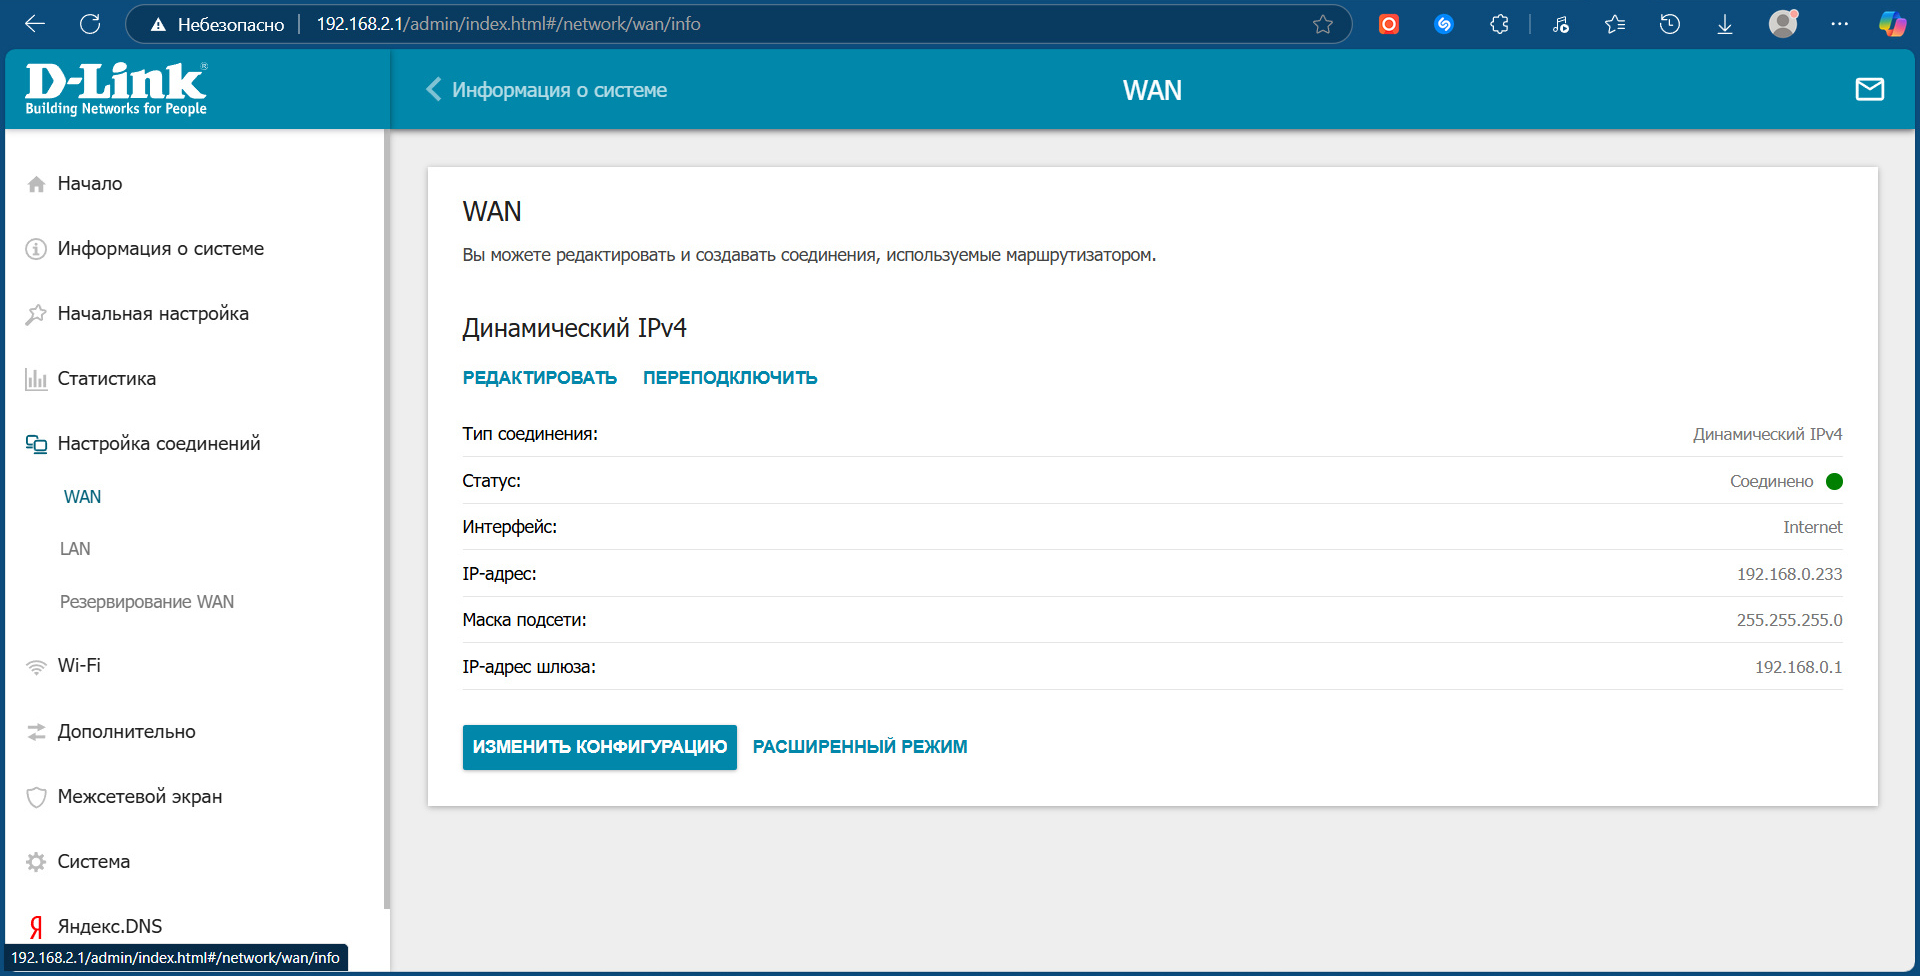 Небезопасно
192.168.2.1/admin/index.html#/network/wan/info
D-Link®
Building Networks for People
Информация о системе
WAN
Начало
Информация о системе
Начальная настройка
Статистика
Настройка соединений
WAN
LAN
Резервирование WAN
Wi-Fi
Дополнительно
Межсетевой экран
Система
Яндекс.DNS
192.168.2.1/admin/index.html#/network/wan/info
WAN
Вы можете редактировать и создавать соединения, используемые маршрутизатором.
Динамический IPv4
РЕДАКТИРОВАТЬ ПЕРЕПОДКЛЮЧИТЬ
Тип соединения: Динамический IPv4
Статус: Соединено
Интерфейс: Internet
IP-адрес: 192.168.0.233
Маска подсети: 255.255.255.0
IP-адрес шлюза: 192.168.0.1
ИЗМЕНИТЬ КОНФИГУРАЦИЮ РАСШИРЕННЫЙ РЕЖИМ